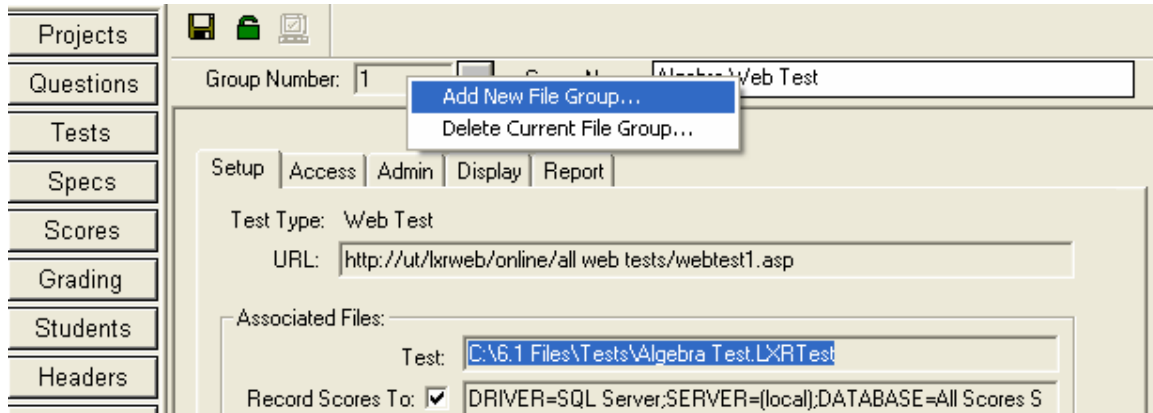 Projects
Questions
Tests
Specs
Scores
Grading
Students
Headers
Group Number: 1
Web Test
Add New File Group...
Delete Current File Group...
Setup Access Admin Display Report
Test Type: Web Test
URL: http://ut/lxrweb/online/all web tests/webtest1.asp
Associated Files:
Test: C:\6.1 Files\Tests\Algebra Test.LXRTest
Record Scores To: DRIVER=SQL Server;SERVER=(local);DATABASE=All Scores S